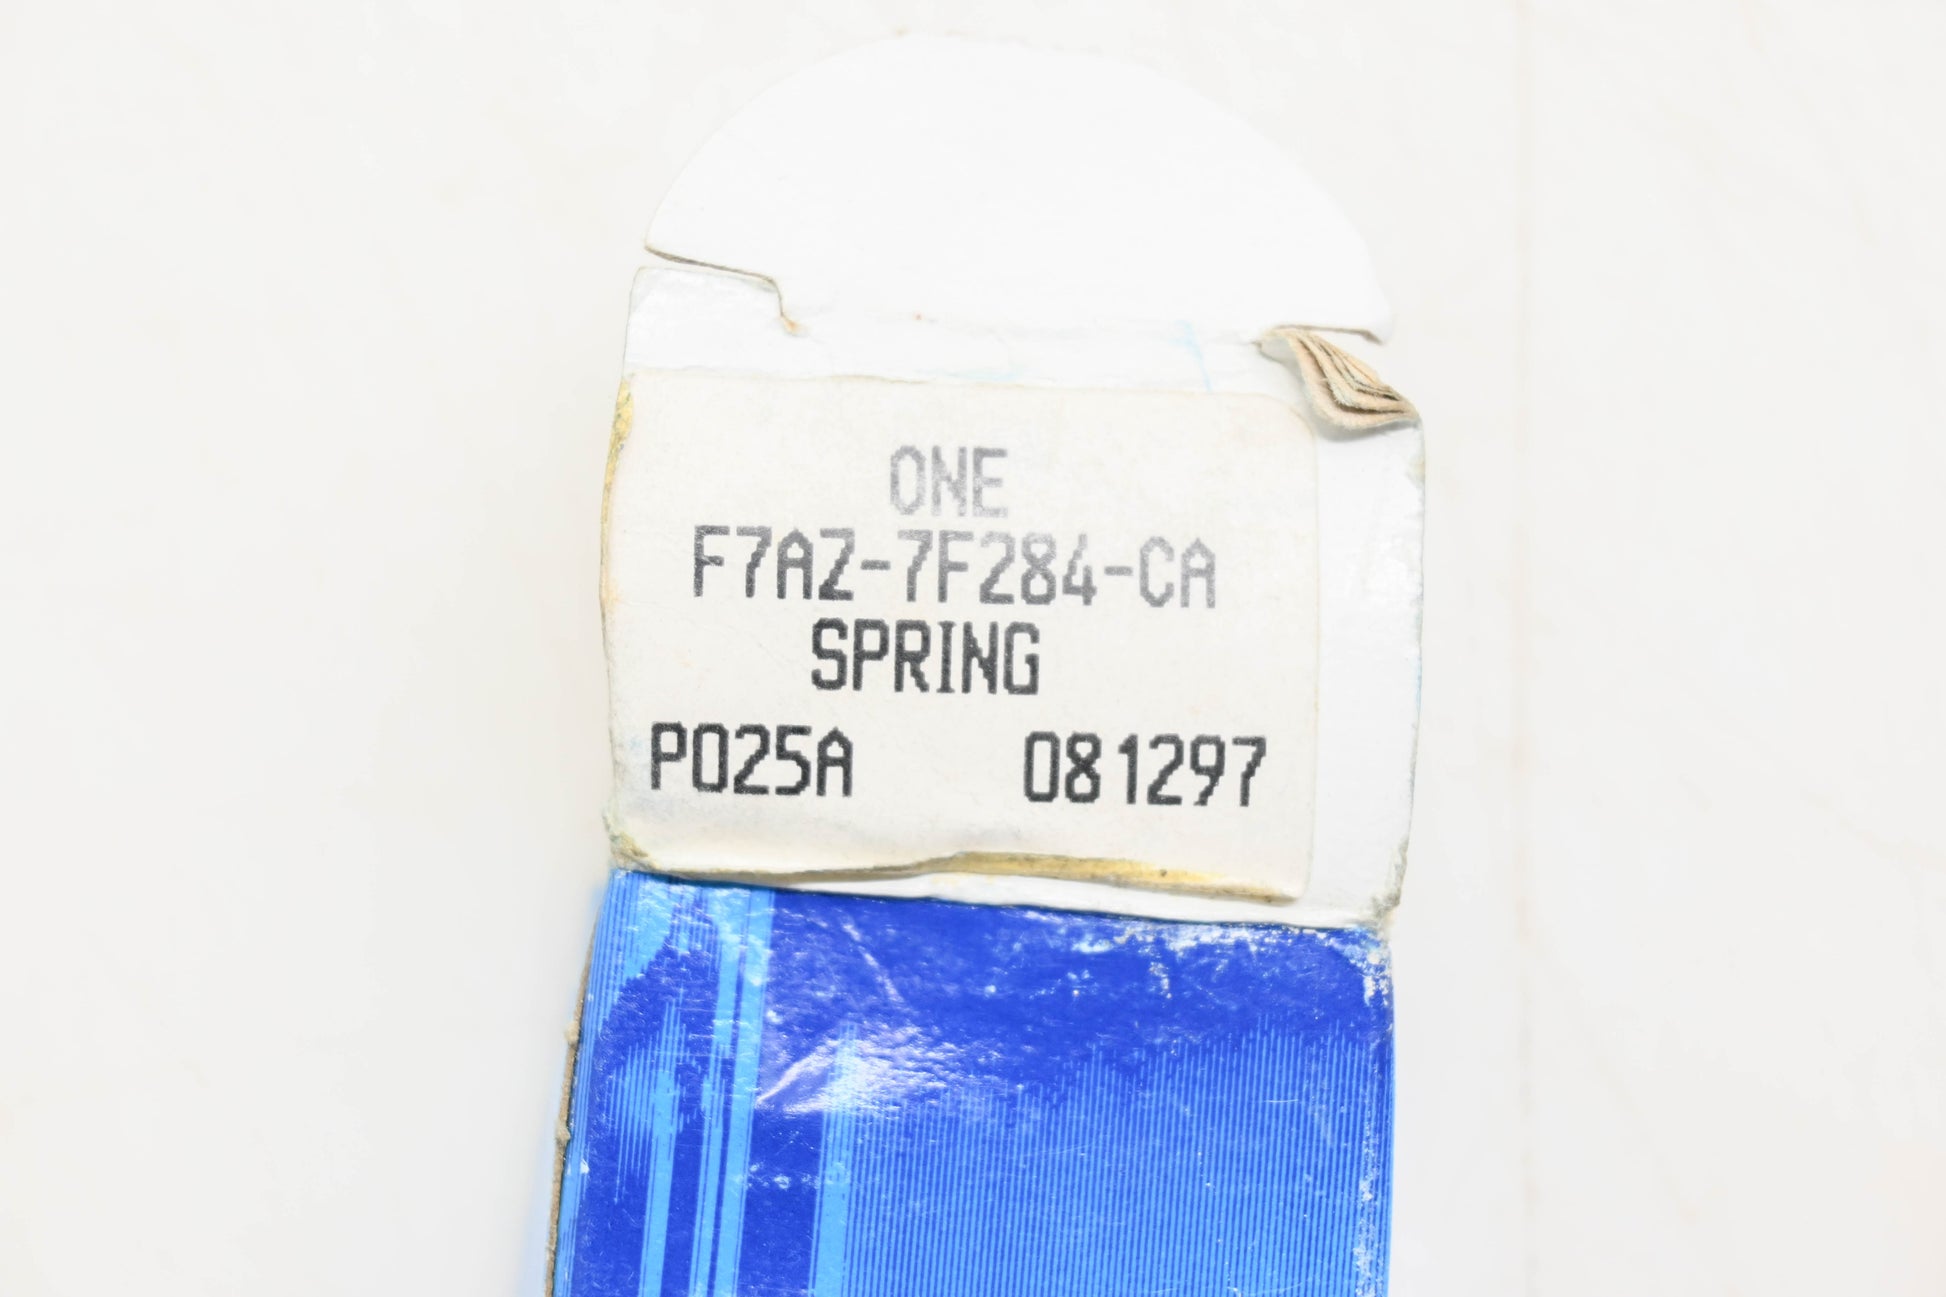 ONE
F7AZ-7F284-CA
SPRING
P025A 081297